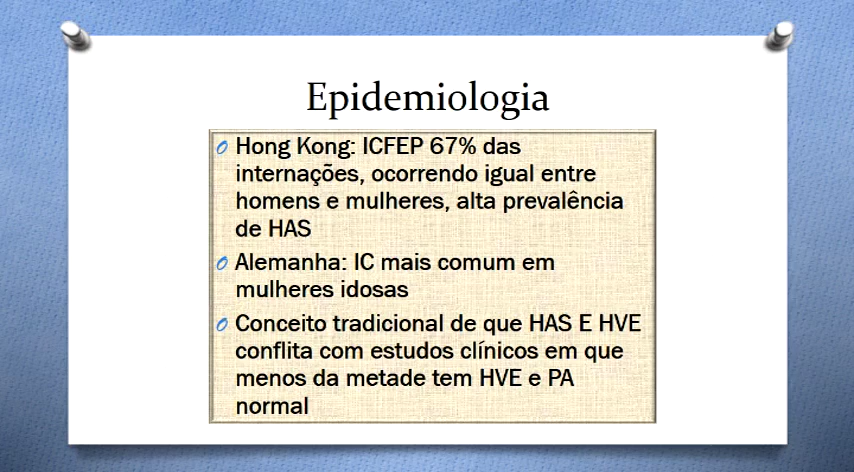 Epidemiologia
Hong Kong: ICFEP 67% das
internações, ocorrendo igual entre
homens e mulheres, alta prevalência
de HAS
Alemanha: IC mais comum em
mulheres idosas
Conceito tradicional de que HAS E HVE
conflita com estudos clínicos em que
menos da metade tem HVE e PA
normal